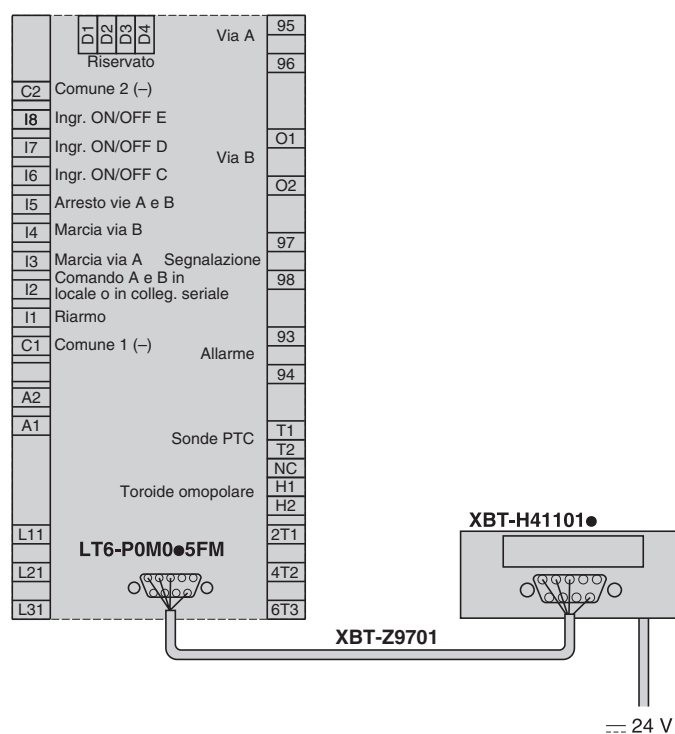 D1 D2 D3 D4
Riservato
Via A
95
96
C2 Comune 2 (–)
I8 Ingr. ON/OFF E
I7 Ingr. ON/OFF D
O1
Via B
I6 Ingr. ON/OFF C
O2
I5 Arresto vie A e B
I4 Marcia via B
97
I3 Marcia via A
Segnalazione
98
I2 Comando A e B in
locale o in colleg. seriale
I1 Riarmo
C1 Comune 1 (–)
93
Allarme
94
A2
A1
Sonde PTC
T1
T2
NC
Toroide omopolare
H1
H2
L11
2T1
LT6-P0M0●5FM
L21
4T2
L31
6T3
XBT-H41101●
XBT-Z9701
24 V